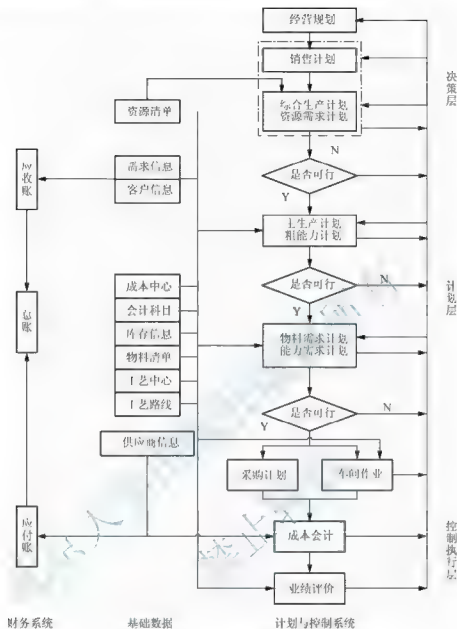 经营规划
销售计划
综合生产计划
资源需求计划
决策层
资源清单
N
需求信息
客户信息
应收账
是否可行
Y
主生产计划
粗能力计划
成本中心
会计科目
库存信息
物料清单
工艺中心
工艺路线
总账
是否可行
N
Y
计划层
物料需求计划
能力需求计划
是否可行
N
Y
供应商信息
采购计划
车间作业
应付账
成本会计
控制执行层
业绩评价
财务系统
基础数据
计划与控制系统